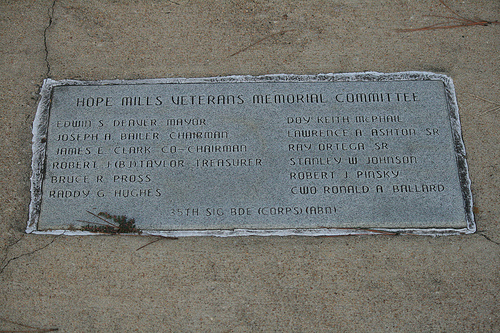 HOPE MILLS VETERANS MEMORIAL COMMITTEE
EDWIN S. DEAVER MAYOR
JOSEPH A. BAILER CHAIRMAN
JAMES E. CLARK CO-CHAIRMAN
ROBERT J.(B.) TAYLOR TREASURER
BRUCE R. PROSS
RADDY G. HUGHES
DOY KEITH MCPHAIL
LAWRENCE A. ASHTON, SR
RAY ORTEGA, SR
STANLEY W. JOHNSON
ROBERT J. PINSKY
CWO RONALD A. BALLARD
35TH SIG BDE (CORPS) (ABN)